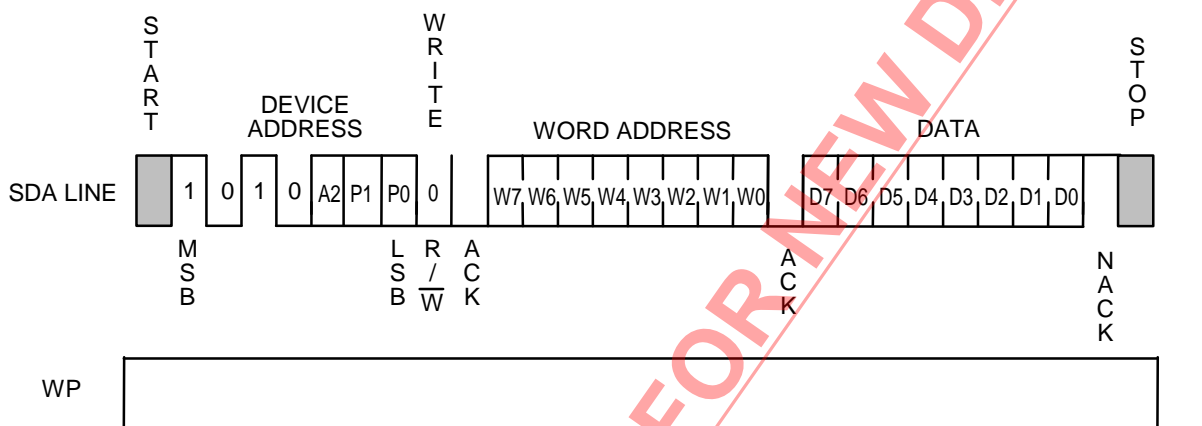 START
WRITE
STOP
DEVICE
ADDRESS
WORD ADDRESS
DATA
SDA LINE
1 0 1 0 A2 P1 P0 0 W7 W6 W5 W4 W3 W2 W1 W0 D7 D6 D5 D4 D3 D2 D1 D0
MSB
LSB
R/W
ACK
ACK
NACK
WP
FOR NEW